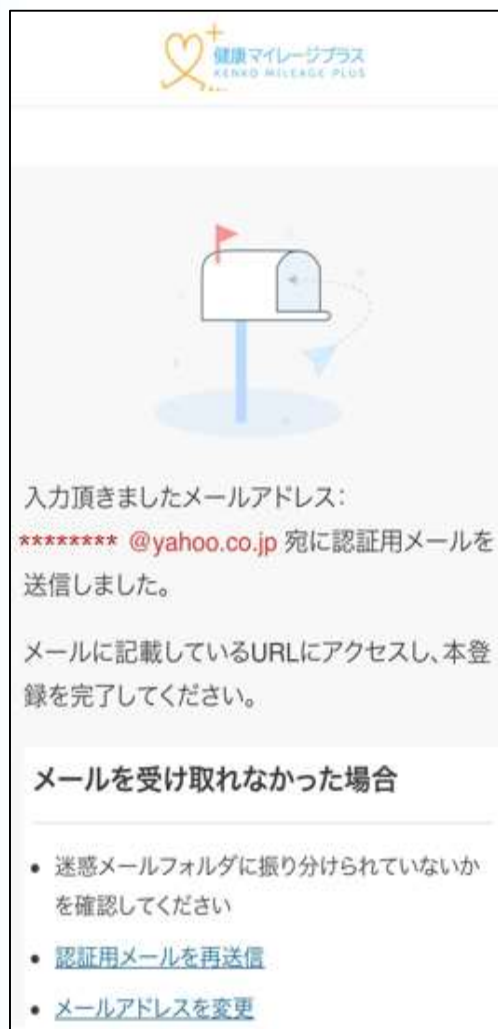 健康マイレージプラス
KENKO MILEAGE PLUS
入力頂きましたメールアドレス：
******** @yahoo.co.jp 宛に認証用メールを
送信しました。
メールに記載しているURLにアクセスし、本登
録を完了してください。
メールを受け取れなかった場合
• 迷惑メールフォルダに振り分けられていないか
を確認してください
• 認証用メールを再送信
• メールアドレスを変更